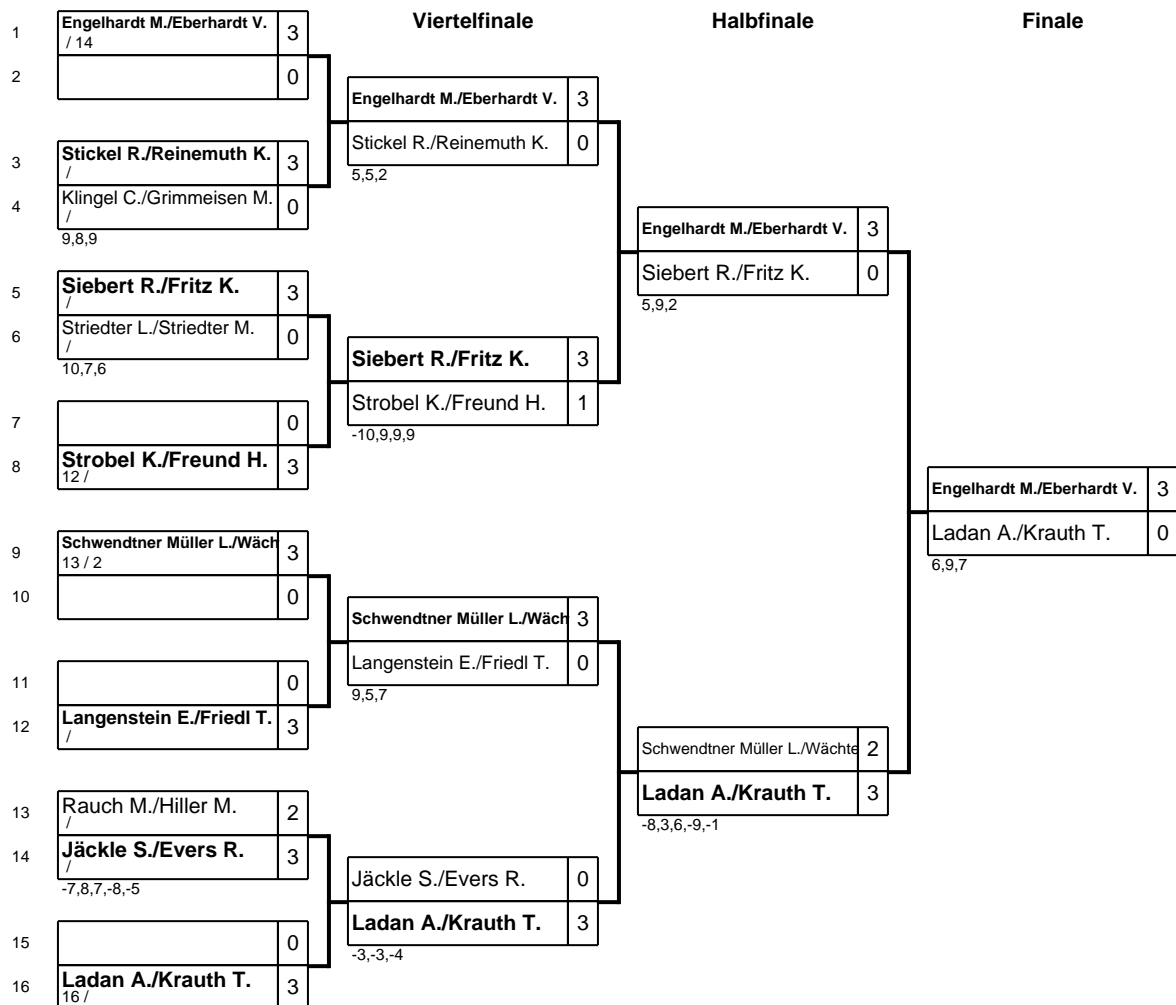 Viertelfinale Halbfinale Finale
1 Engelhardt M./Eberhardt V. 3
/ 14
2 0
3 Stickel R./Reinemuth K. 3
/
4 Klingel C./Grimmeisen M. 0
/
9,8,9
5 Siebert R./Fritz K. 3
/
6 Striedter L./Striedter M. 0
/
10,7,6
7 0
8 Strobel K./Freund H. 3
12 /
9 Schwendtner Müller L./Wäch 3
13 / 2
10 0
11 0
12 Langenstein E./Friedl T. 3
/
13 Rauch M./Hiller M. 2
/
14 Jäckle S./Evers R. 3
/
-7,8,7,-8,-5
15 0
16 Ladan A./Krauth T. 3
16 /
Engelhardt M./Eberhardt V. 3
Stickel R./Reinemuth K. 0
5,5,2
Siebert R./Fritz K. 3
Strobel K./Freund H. 1
-10,9,9,9
Schwendtner Müller L./Wäch 3
Langenstein E./Friedl T. 0
9,5,7
Jäckle S./Evers R. 0
Ladan A./Krauth T. 3
-3,-3,-4
Engelhardt M./Eberhardt V. 3
Siebert R./Fritz K. 0
5,9,2
Schwendtner Müller L./Wächte 2
Ladan A./Krauth T. 3
-8,3,6,-9,-1
Engelhardt M./Eberhardt V. 3
Ladan A./Krauth T. 0
6,9,7